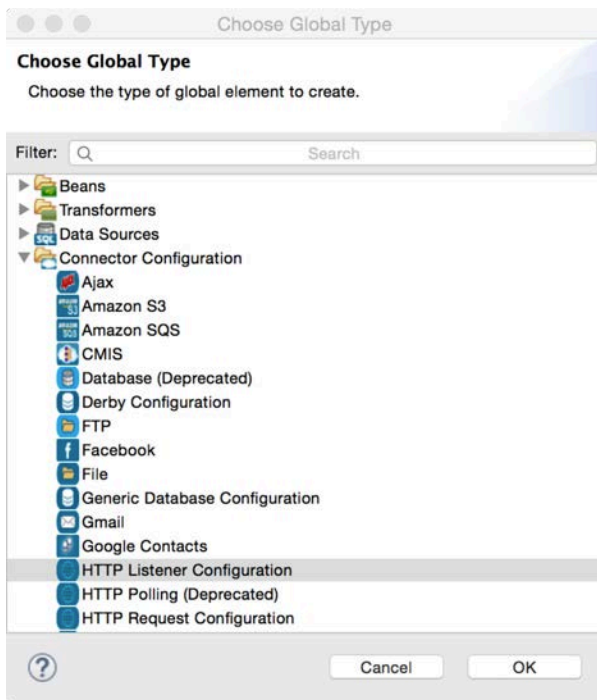 Choose Global Type
Choose Global Type
Choose the type of global element to create.
Filter: Search
Beans
Transformers
SQL Data Sources
Connector Configuration
Ajax
Amazon S3
Amazon SQS
CMIS
Database (Deprecated)
Derby Configuration
FTP
f Facebook
File
Generic Database Configuration
Gmail
Google Contacts
HTTP Listener Configuration
HTTP Polling (Deprecated)
HTTP Request Configuration
? Cancel OK